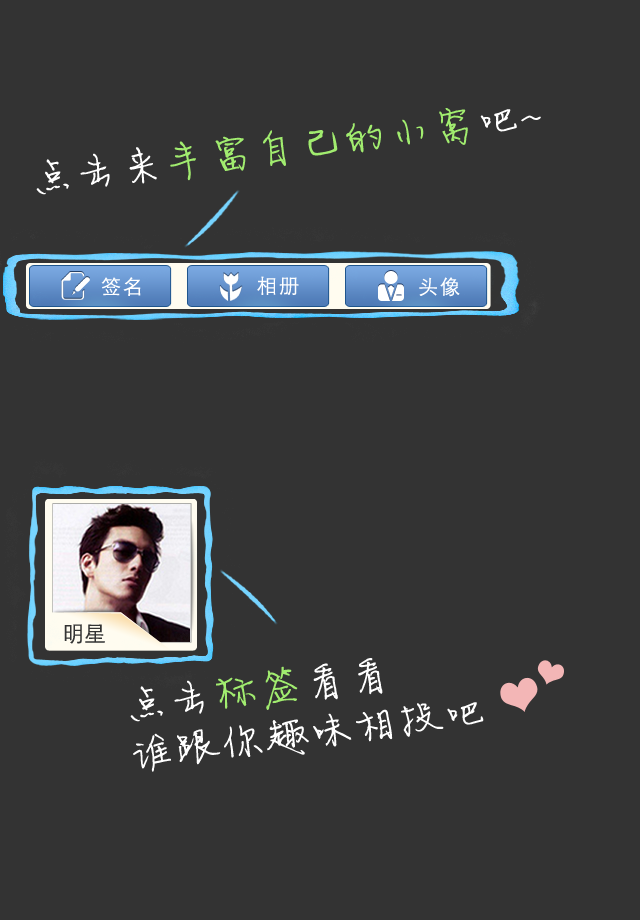 点击来丰富自己的小窝吧~
签名 相册 头像
明星
点击标签看看
谁跟你趣味相投吧